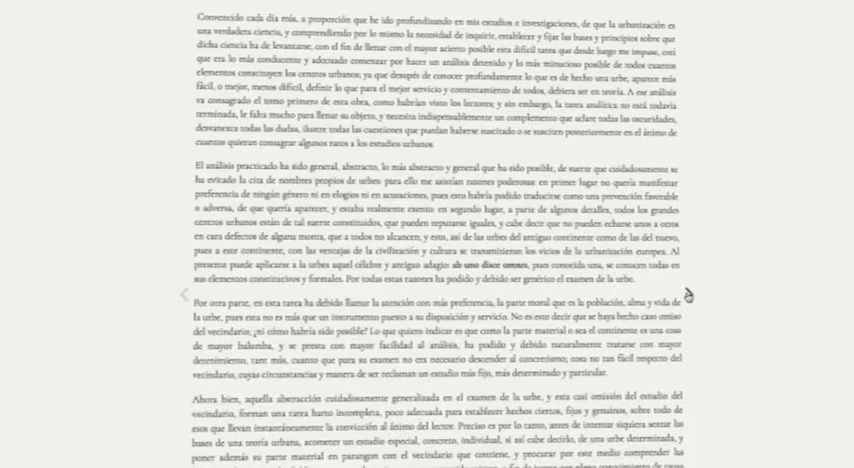 Convencido cada día más, a proporción que he ido profundizando en mis estudios e investigaciones, de que la urbanización es
una verdadera ciencia, y comprendiendo por lo mismo la necesidad de inquirir, establecer y fijar las bases y principios sobre que
dicha ciencia ha de levantarse, con el fin de llenar con el mayor acierto posible esta difícil tarea que desde luego me impuse, creí
que era lo más conducente y adecuado comenzar por hacer un análisis detenido y lo más minucioso posible de todos cuantos
elementos constituyen los centros urbanos; ya que después de conocer profundamente lo que es de hecho una urbe, aparece más
fácil, o mejor, menos difícil, definir lo que para el mejor servicio y contentamiento de todos, debiera ser en teoría. A ese análisis
va consagrado el tomo primero de esta obra, como habrían visto los lectores; y sin embargo, la tarea analítica no está todavía
terminada, le falta mucho para llenar su objeto, y necesita indispensablemente un complemento que aclare todas las oscuridades,
desvanezca todas las dudas, ilustre todas las cuestiones que puedan haberse suscitado o se susciten posteriormente en el ánimo de
cuantos quieran consagrar algunos ratos a los estudios urbanos.
El análisis practicado ha sido general, abstracto, lo más abstracto y general que ha sido posible, de suerte que cuidadosamente se
ha evitado la cita de nombres propios de urbes: para ello me asistían razones poderosas: en primer lugar no quería manifestar
preferencia de ningún género ni en elogios ni en acusaciones, pues esto habría podido traducirse como una prevención favorable
o adversa, de que quería aparecer, y estaba realmente exento: en segundo lugar, a parte de algunos detalles, todos los grandes
centros urbanos están de tal suerte constituidos, que pueden reputarse iguales, y cabe decir que no pueden echarse unos a otros
en cara defectos de alguna monta, que a todos no alcancen; y esto, así de las urbes del antiguo continente como de las del nuevo,
pues a este continente, con las ventajas de la civilización y cultura se transmitieron los vicios de la urbanización europea. Al
presente puede aplicarse a la urbes aquel célebre y antiguo adagio: ab uno disce omnes, pues conocida una, se conocen todas en
sus elementos constitutivos y formales. Por todas estas razones ha podido y debido ser genérico el examen de la urbe.
Por otra parte, en esta tarea ha debido llamar la atención con más preferencia, la parte moral que es la población, alma y vida de
la urbe, pues esta no es más que un instrumento puesto a su disposición y servicio. No es esto decir que se haya hecho caso omiso
del vecindario; ¿ni cómo habría sido posible? Lo que quiero indicar es que como la parte material o sea el continente es una cosa
de mayor balumba, y se presta con mayor facilidad al análisis, ha podido y debido naturalmente tratarse con mayor
detenimiento, tant más, cuanto que para su examen no era necesario descender al concretismo; cosa no tan fácil respecto del
vecindario, cuyas circunstancias y manera de ser reclaman un estudio más fijo, más determinado y particular.
Ahora bien, aquella abstracción cuidadosamente generalizada en el examen de la urbe, y esta casi omisión del estudio del
vecindario, forman una tarea harto incompleta, poco adecuada para establecer hechos ciertos, fijos y genuinos, sobre todo de
esos que llevan instantáneamente la convicción al ánimo del lector. Preciso es por lo tanto, antes de intentar siquiera sentar las
bases de una teoría urbana, acometer un estudio especial, concreto, individual, si así cabe decirlo, de una urbe determinada, y
poner además su parte material en parangón con el vecindario que contiene, y procurar por este medio comprender las